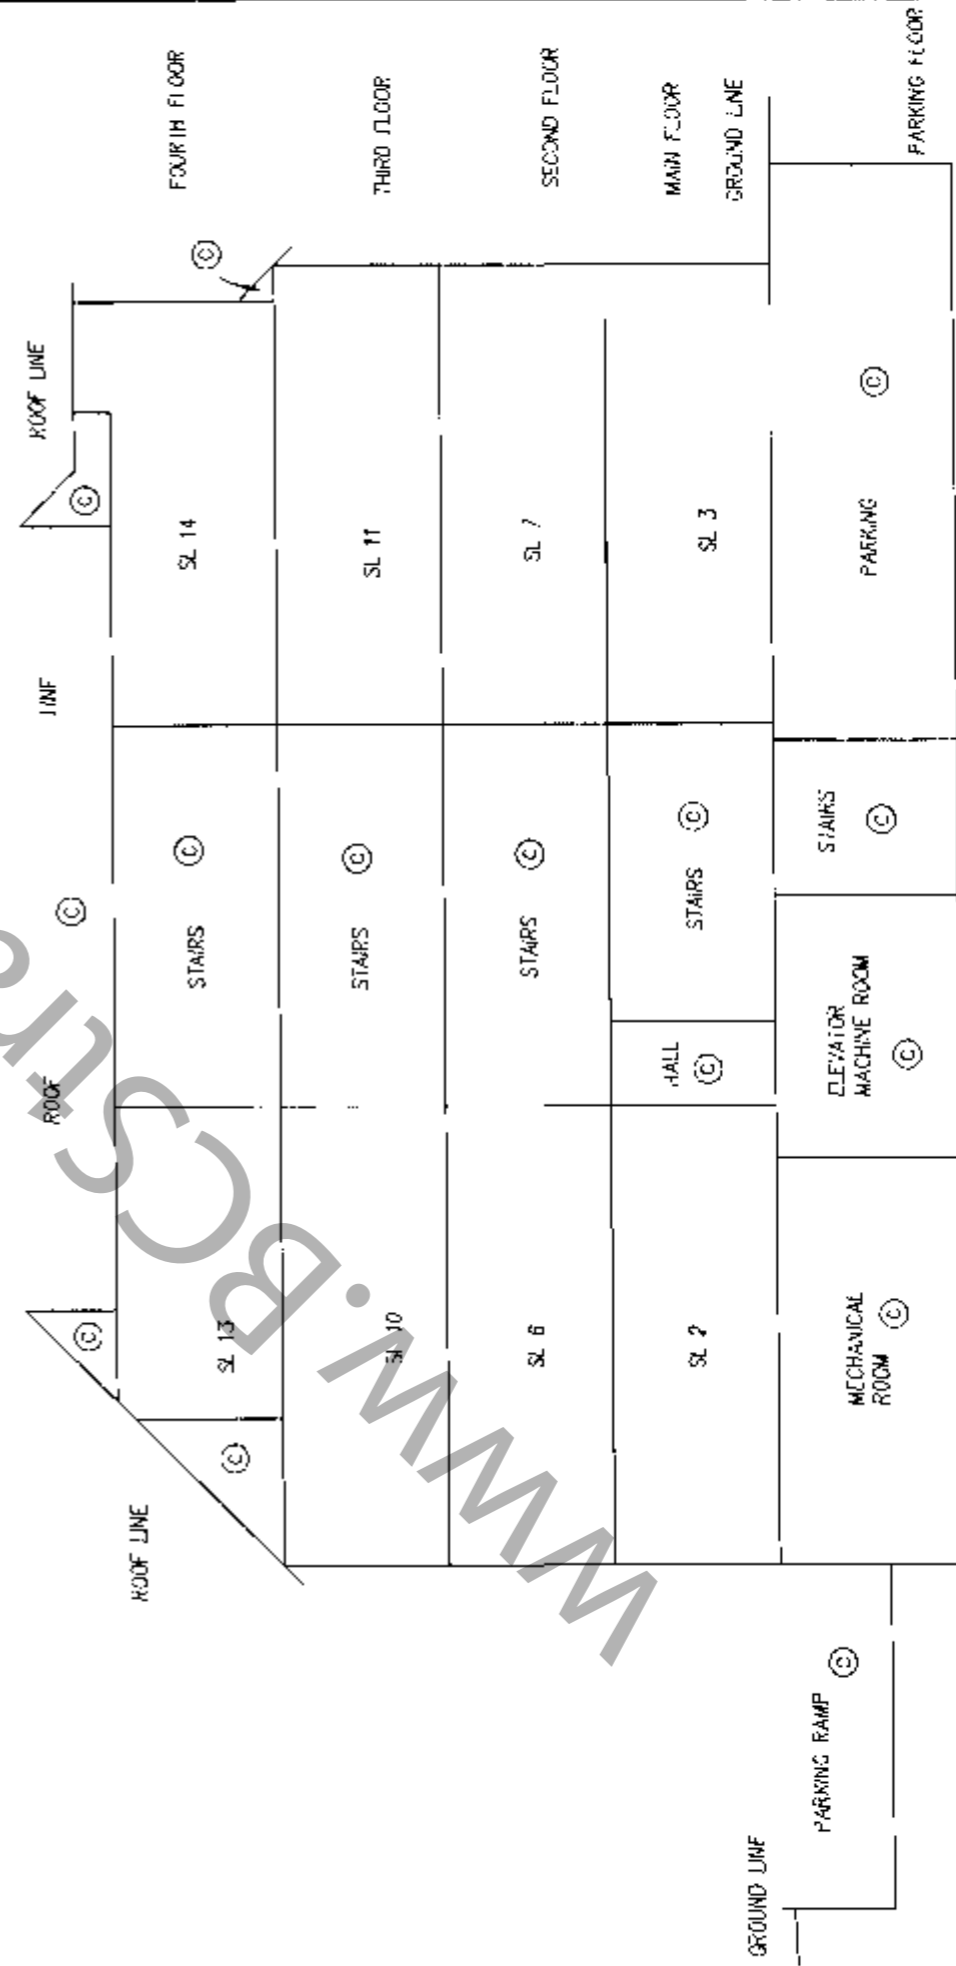 ROOF LINE
ROOF
LINE
ROOF LINE
©
©
©
©
©
FOURTH FLOOR
SL 13
STAIRS
©
SL 14
THIRD FLOOR
SL 10
STAIRS
©
SL 11
SECOND FLOOR
SL 6
STAIRS
©
SL 7
MAIN FLOOR
SL 2
HALL
©
STAIRS
©
SL 3
GROUND LINE
GROUND LINE
PARKING RAMP
©
MECHANICAL
ROOM
©
ELEVATOR
MACHINE ROOM
©
STAIRS
©
PARKING
©
PARKING FLOOR
www.BCStra